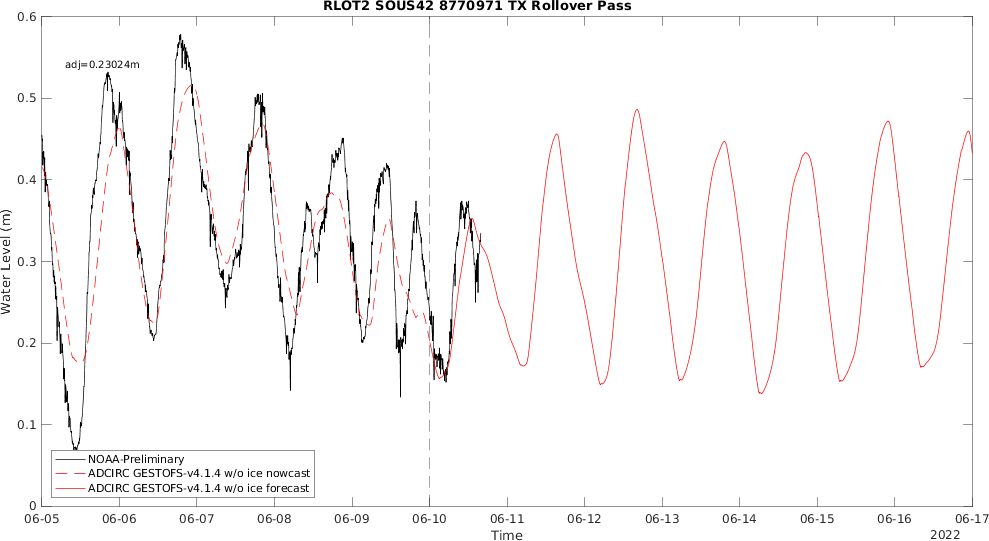 RLOT2 SOUS42 8770971 TX Rollover Pass
0.6
0.5
0.4
0.3
0.2
0.1
0
Water Level (m)
adj=0.23024m
NOAA-Preliminary
ADCIRC GESTOFS-v4.1.4 w/o ice nowcast
ADCIRC GESTOFS-v4.1.4 w/o ice forecast
06-05 06-06 06-07 06-08 06-09 06-10 06-11 06-12 06-13 06-14 06-15 06-16 06-17
Time
2022